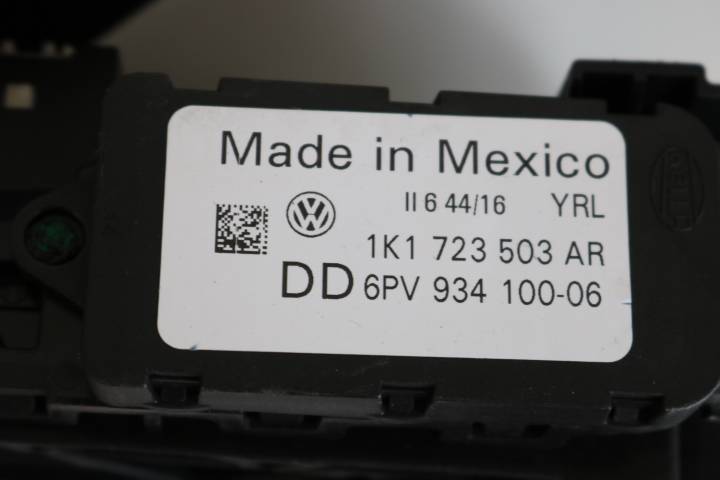 Made in Mexico
II 6 44/16 YRL
1K1 723 503 AR
DD 6PV 934 100-06